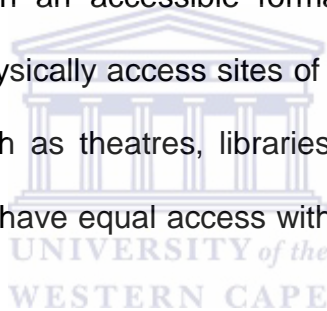 an accessible forma
ysically access sites of
h as theatres, libraries
have equal access with
UNIVERSITY of the
WESTERN CAPE